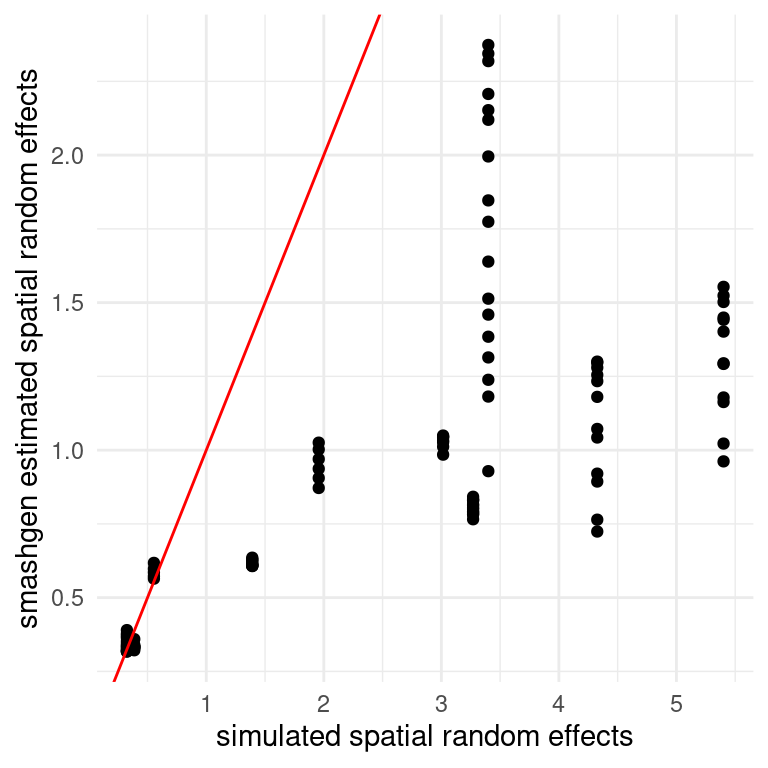 smashgen estimated spatial random effects
2.0
1.5
1.0
0.5
1 2 3 4 5
simulated spatial random effects